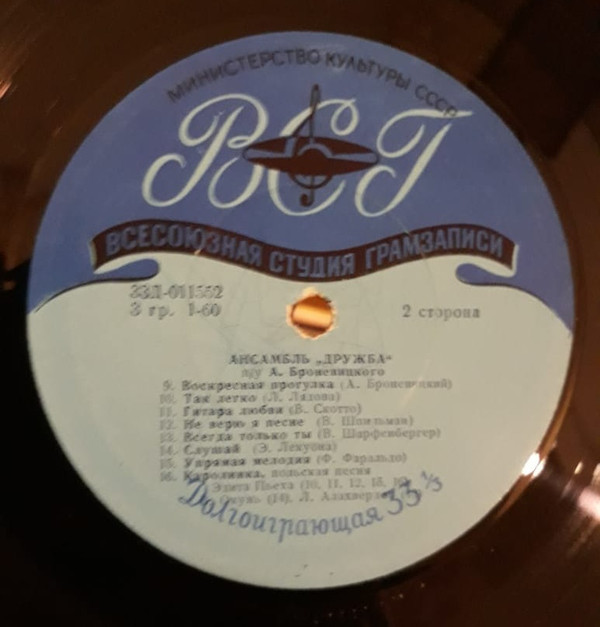 МИНИСТЕРСТВО КУЛЬТУРЫ СССР
ВСГ
ВСЕСОЮЗНАЯ СТУДИЯ ГРАМЗАПИСИ
33Д-011552
3 гр. 1-60
2 сторона
АНСАМБЛЬ „ДРУЖБА“
п/у А. Броневицкого
9. Воскресная прогулка (А. Броневицкий)
10. Так легко (Л. Лядова)
11. Гитара любви (В. Скотто)
12. Не верю я песне (В. Шпильман)
13. Всегда только ты (В. Шарфенбергер)
14. Слушай (Э. Лекуона)
15. Упрямая мелодия (Ф. Фаральдо)
16. Каролинка, польская песня
Эдита Пьеха (10, 11, 12, 13, 16)
(14), Л.
Долгоиграющая 33⅓